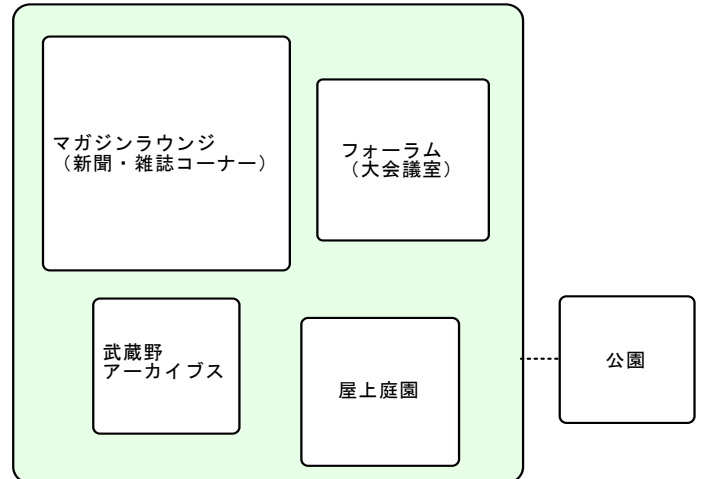 マガジンラウンジ
（新聞・雑誌コーナー）
フォーラム
（大会議室）
武蔵野
アーカイブス
屋上庭園
公園